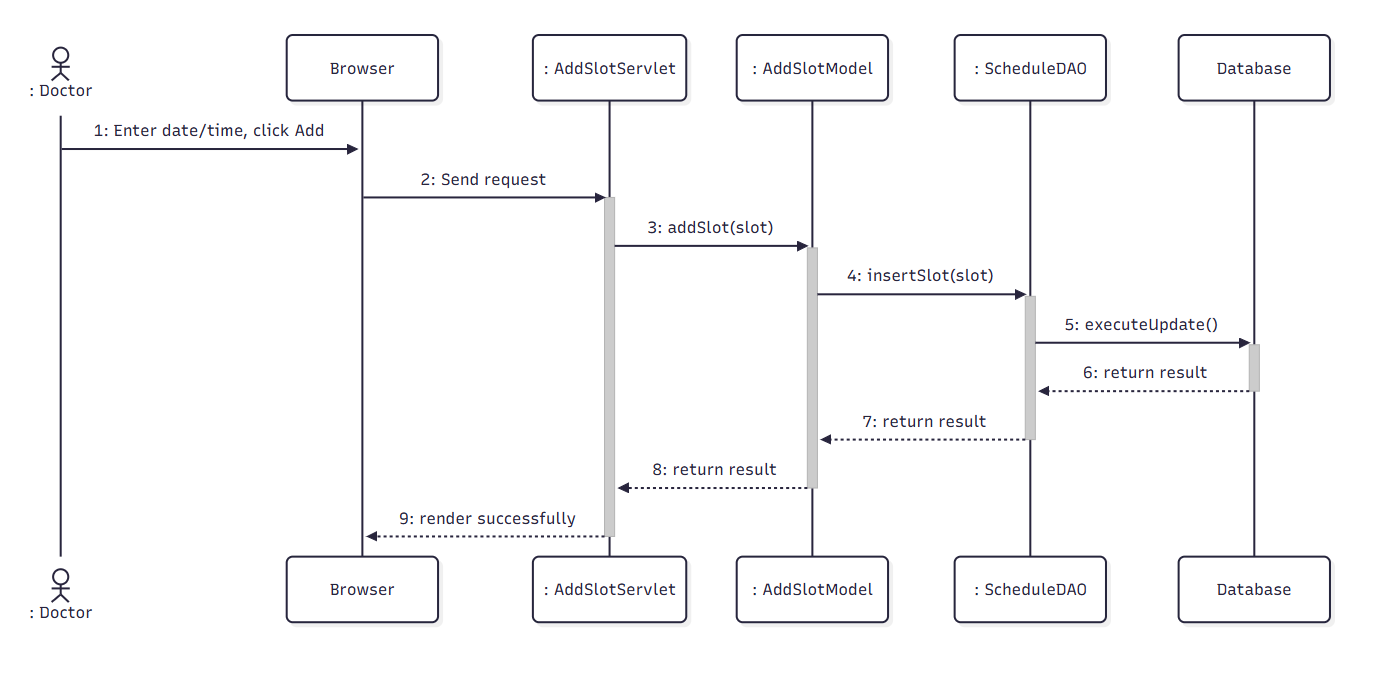 : Doctor
Browser
: AddSlotServlet
: AddSlotModel
: ScheduleDAO
Database
1: Enter date/time, click Add
2: Send request
3: addSlot(slot)
4: insertSlot(slot)
5: executeUpdate()
6: return result
7: return result
8: return result
9: render successfully
: Doctor
Browser
: AddSlotServlet
: AddSlotModel
: ScheduleDAO
Database